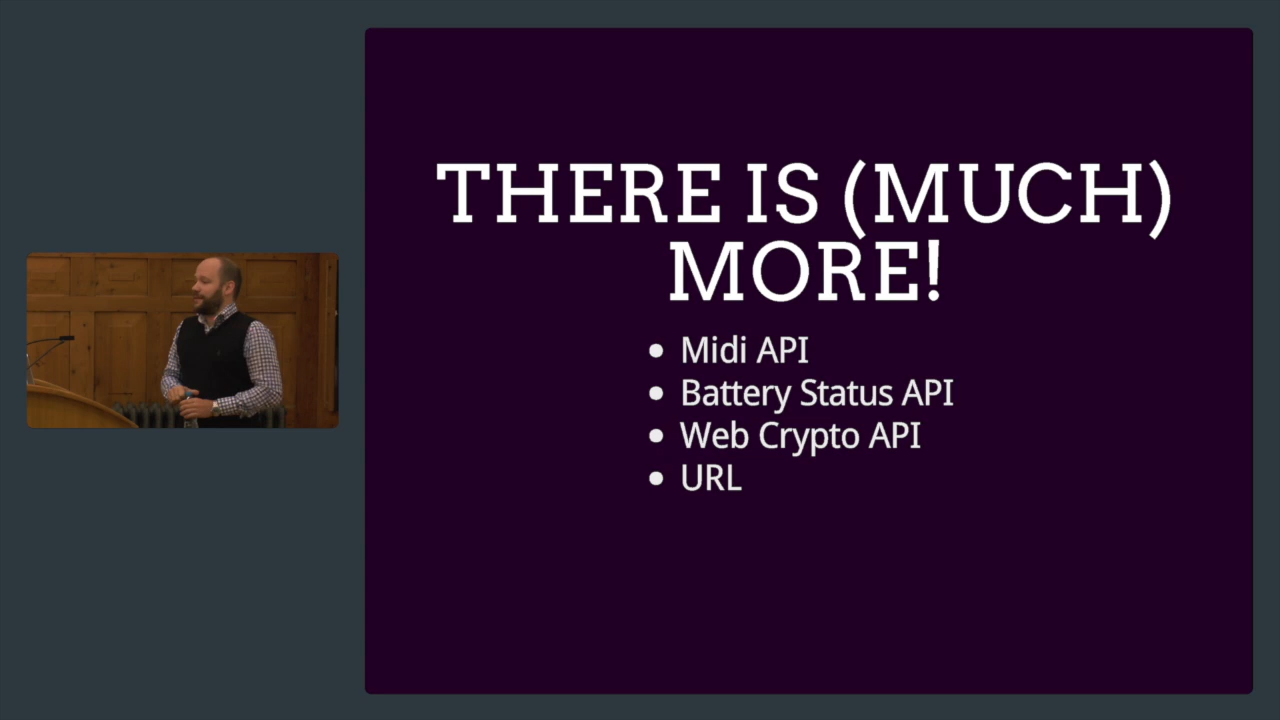 THERE IS (MUCH)
MORE!
Midi API
Battery Status API
Web Crypto API
URL